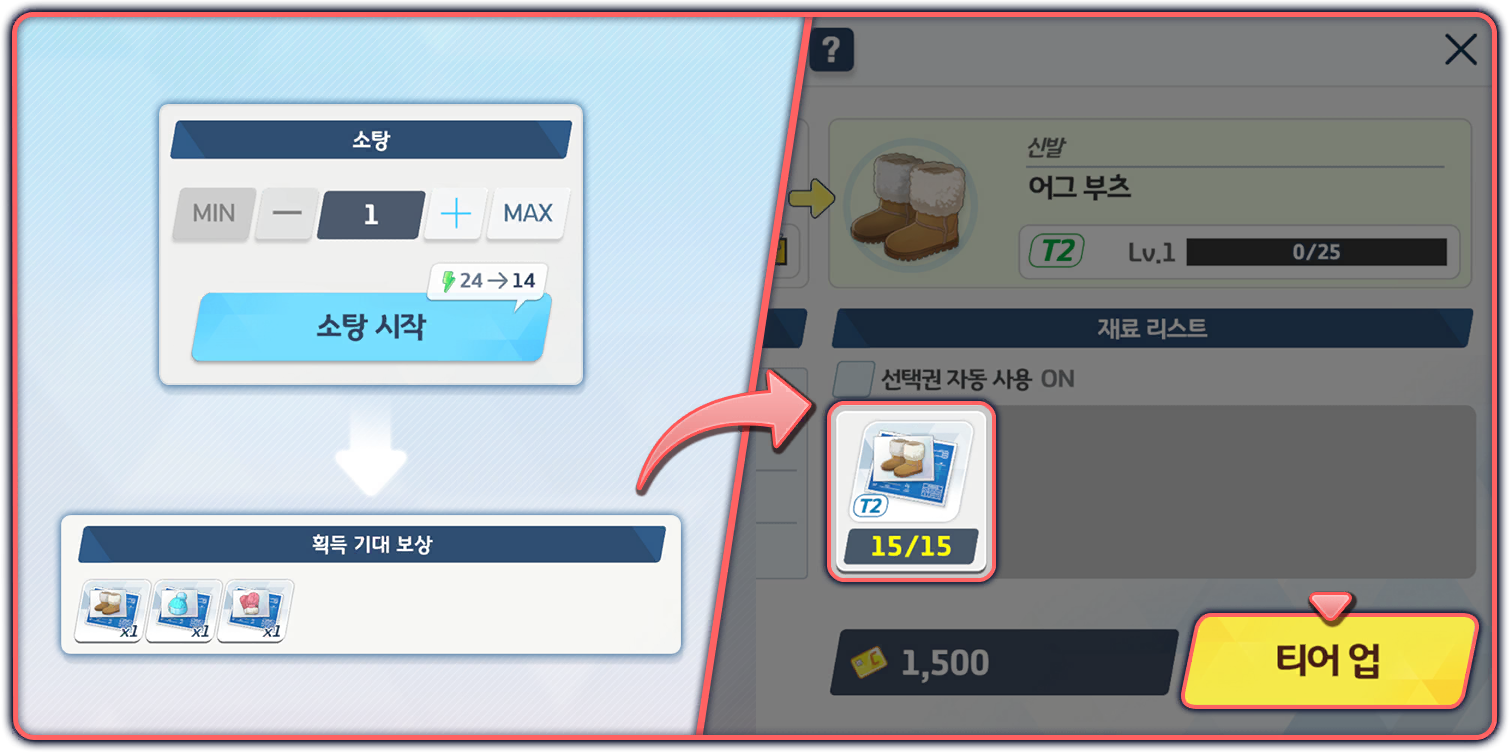 소탕
MIN
1
MAX
24→14
소탕 시작
획득 기대 보상
x1
x1
x1
?
신발
어그 부츠
T2
Lv.1
0/25
재료 리스트
선택권 자동 사용 ON
T2
15/15
1,500
티어 업